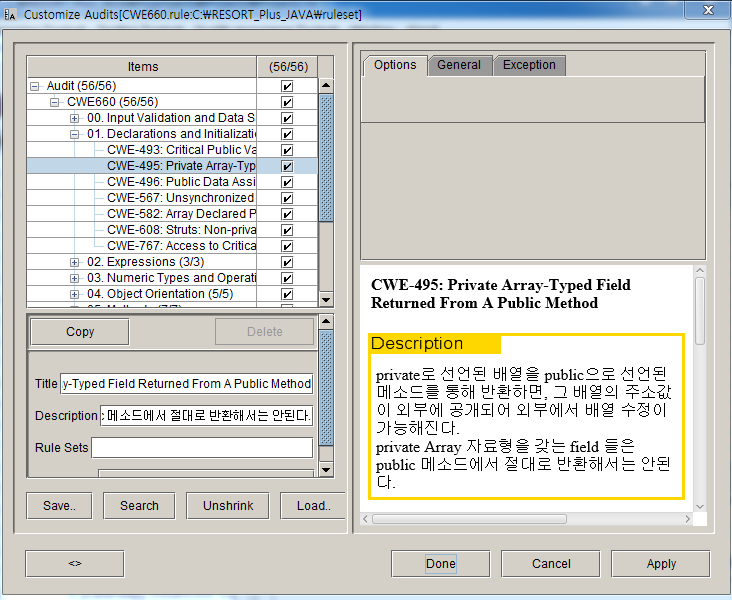 Customize Audits[CWE660.rule:C:₩RESORT_Plus_JAVA₩ruleset]
Items (56/56)
Audit (56/56)
CWE660 (56/56)
00. Input Validation and Data S
01. Declarations and Initializatio
CWE-493: Critical Public Va
CWE-495: Private Array-Typ
CWE-496: Public Data Assi
CWE-567: Unsynchronized
CWE-582: Array Declared P
CWE-608: Struts: Non-priva
CWE-767: Access to Critica
02. Expressions (3/3)
03. Numeric Types and Operati
04. Object Orientation (5/5)
Copy Delete
Title y-Typed Field Returned From A Public Method
Description : 메소드에서 절대로 반환해서는 안된다.
Rule Sets
Save.. Search Unshrink Load..
Options General Exception
CWE-495: Private Array-Typed Field
Returned From A Public Method
Description
private로 선언된 배열을 public으로 선언된
메소드를 통해 반환하면, 그 배열의 주소값
이 외부에 공개되어 외부에서 배열 수정이
가능해진다.
private Array 자료형을 갖는 field 들은
public 메소드에서 절대로 반환해서는 안된
다.
<> Done Cancel Apply